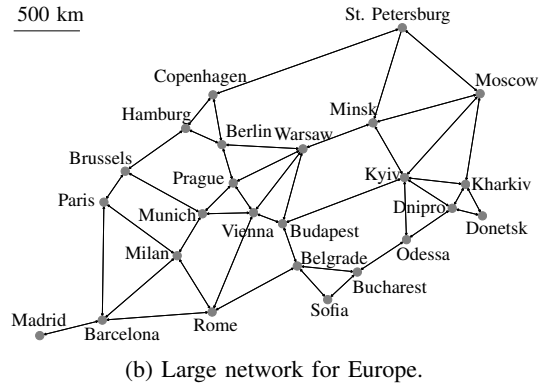 500 km
St. Petersburg
Copenhagen
Moscow
Hamburg
Minsk
Berlin
Warsaw
Brussels
Prague
Kyiv
Kharkiv
Paris
Munich
Dnipro
Vienna
Budapest
Donetsk
Milan
Odessa
Belgrade
Bucharest
Sofia
Madrid
Barcelona
Rome
(b) Large network for Europe.